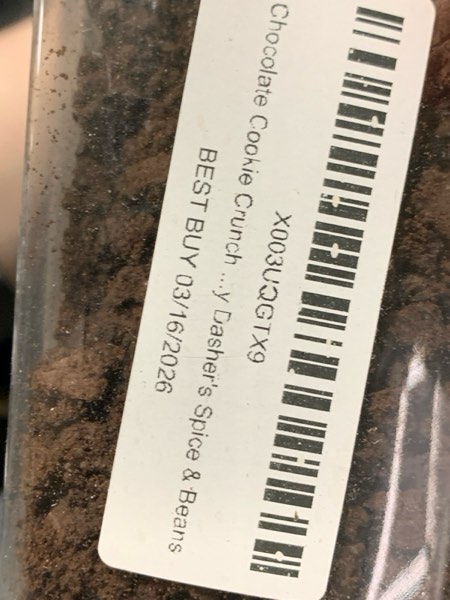 X003UQGTX9
Chocolate Cookie Crunch ...y Dasher's Spice & Beans
BEST BUY 03/16/2026